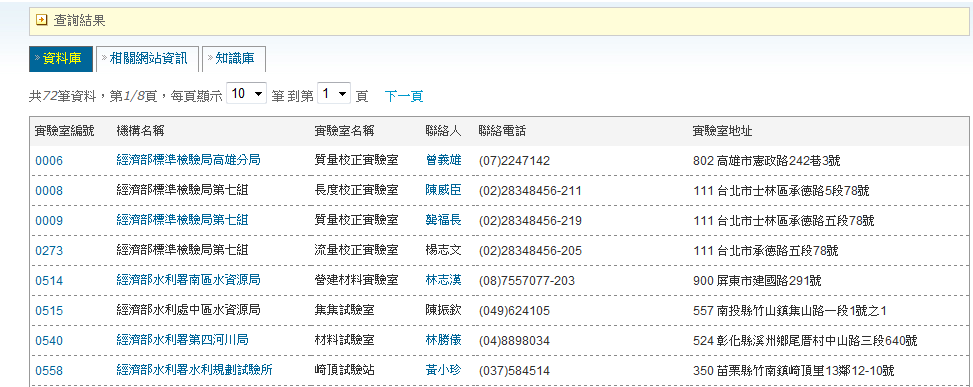 查詢結果
» 資料庫 » 相關網站資訊 » 知識庫
共72筆資料，第1/8頁，每頁顯示 10 筆 到第 1 頁 下一頁
實驗室編號 機構名稱 實驗室名稱 聯絡人 聯絡電話 實驗室地址
0006 經濟部標準檢驗局高雄分局 質量校正實驗室 曾義雄 (07)2247142 802 高雄市憲政路242巷3號
0008 經濟部標準檢驗局第七組 長度校正實驗室 陳威臣 (02)28348456-211 111 台北市士林區承德路5段78號
0009 經濟部標準檢驗局第七組 質量校正實驗室 龔福長 (02)28348456-219 111 台北市士林區承德路五段78號
0273 經濟部標準檢驗局第七組 流量校正實驗室 楊志文 (02)28348456-205 111 台北市承德路五段78號
0514 經濟部水利署南區水資源局 營建材料實驗室 林志漢 (08)7557077-203 900 屏東市建國路291號
0515 經濟部水利處中區水資源局 集集試驗室 陳振欽 (049)624105 557 南投縣竹山鎮集山路一段1號之1
0540 經濟部水利署第四河川局 材料試驗室 林勝儀 (04)8898034 524 彰化縣溪州鄉尾厝村中山路三段640號
0558 經濟部水利署水利規劃試驗所 崎頂試驗站 黃小珍 (037)584514 350 苗栗縣竹南鎮崎頂里13鄰12-10號